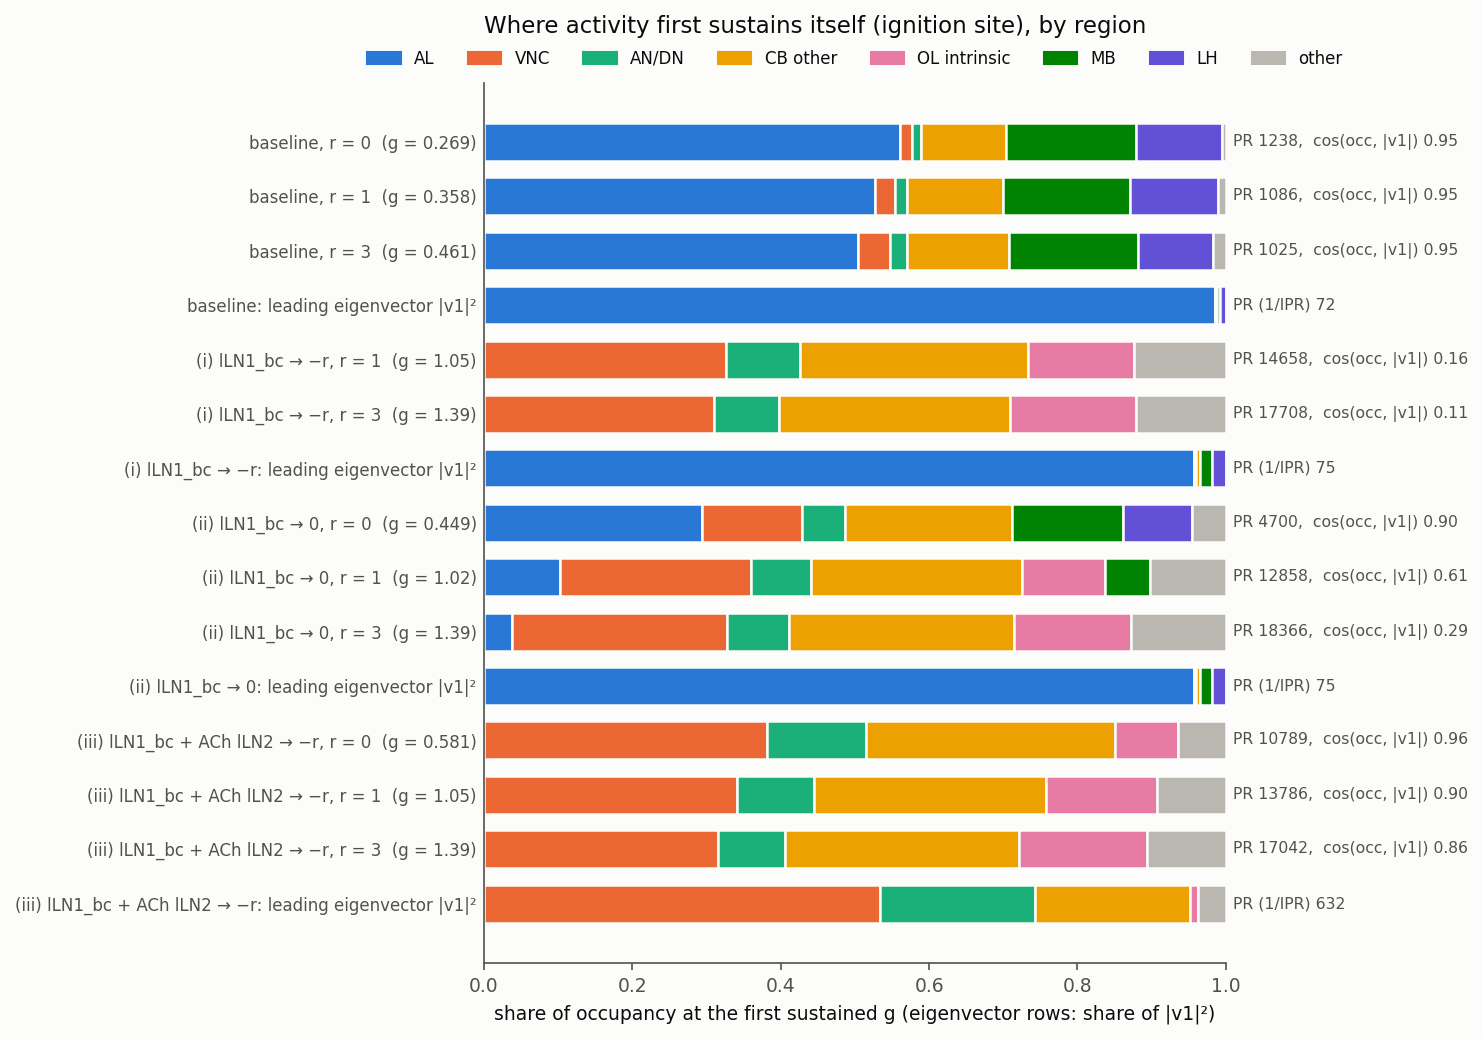 Where activity first sustains itself (ignition site), by region
AL VNC AN/DN CB other OL intrinsic MB LH other
baseline, r = 0 (g = 0.269) PR 1238, cos(occ, |v1|) 0.95
baseline, r = 1 (g = 0.358) PR 1086, cos(occ, |v1|) 0.95
baseline, r = 3 (g = 0.461) PR 1025, cos(occ, |v1|) 0.95
baseline: leading eigenvector |v1|² PR (1/IPR) 72
(i) lLN1_bc → −r, r = 1 (g = 1.05) PR 14658, cos(occ, |v1|) 0.16
(i) lLN1_bc → −r, r = 3 (g = 1.39) PR 17708, cos(occ, |v1|) 0.11
(i) lLN1_bc → −r: leading eigenvector |v1|² PR (1/IPR) 75
(ii) lLN1_bc → 0, r = 0 (g = 0.449) PR 4700, cos(occ, |v1|) 0.90
(ii) lLN1_bc → 0, r = 1 (g = 1.02) PR 12858, cos(occ, |v1|) 0.61
(ii) lLN1_bc → 0, r = 3 (g = 1.39) PR 18366, cos(occ, |v1|) 0.29
(ii) lLN1_bc → 0: leading eigenvector |v1|² PR (1/IPR) 75
(iii) lLN1_bc + ACh lLN2 → −r, r = 0 (g = 0.581) PR 10789, cos(occ, |v1|) 0.96
(iii) lLN1_bc + ACh lLN2 → −r, r = 1 (g = 1.05) PR 13786, cos(occ, |v1|) 0.90
(iii) lLN1_bc + ACh lLN2 → −r, r = 3 (g = 1.39) PR 17042, cos(occ, |v1|) 0.86
(iii) lLN1_bc + ACh lLN2 → −r: leading eigenvector |v1|² PR (1/IPR) 632
0.0 0.2 0.4 0.6 0.8 1.0
share of occupancy at the first sustained g (eigenvector rows: share of |v1|²)